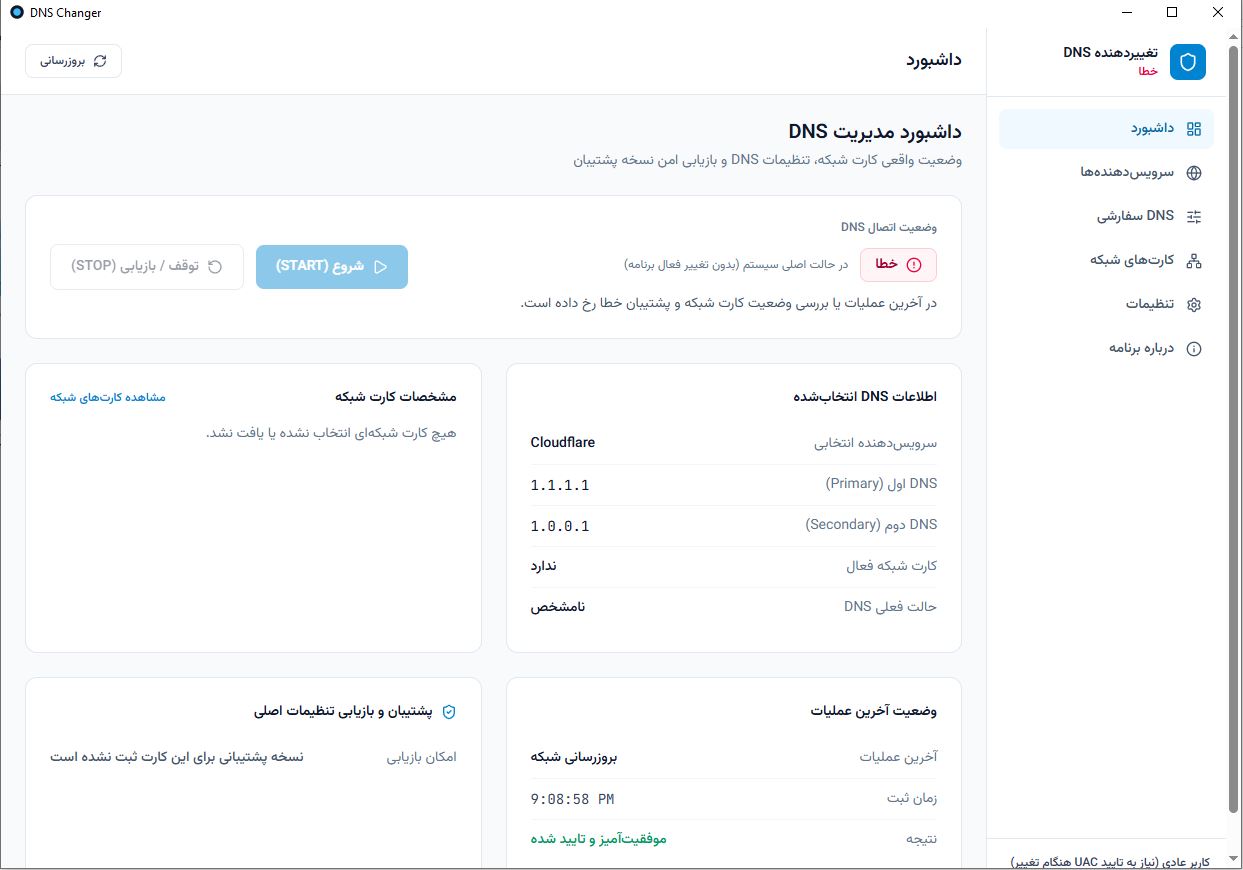 DNS Changer
تغییردهنده DNS
خطا
داشبورد
سرویس‌دهنده‌ها
DNS سفارشی
کارت‌های شبکه
تنظیمات
درباره برنامه
کاربر عادی (نیاز به تایید UAC هنگام تغییر)
داشبورد
بروزرسانی
داشبورد مدیریت DNS
وضعیت واقعی کارت شبکه، تنظیمات DNS و بازیابی امن نسخه پشتیبان
وضعیت اتصال DNS
خطا
در حالت اصلی سیستم (بدون تغییر فعال برنامه)
در آخرین عملیات یا بررسی وضعیت کارت شبکه و پشتیبان خطا رخ داده است.
شروع (START)
توقف / بازیابی (STOP)
اطلاعات DNS انتخاب‌شده
سرویس‌دهنده انتخابی Cloudflare
DNS اول (Primary) 1.1.1.1
DNS دوم (Secondary) 1.0.0.1
کارت شبکه فعال ندارد
حالت فعلی DNS نامشخص
مشخصات کارت شبکه
مشاهده کارت‌های شبکه
هیچ کارت شبکه‌ای انتخاب نشده یا یافت نشد.
وضعیت آخرین عملیات
آخرین عملیات بروزرسانی شبکه
زمان ثبت 9:08:58 PM
نتیجه موفقیت‌آمیز و تایید شده
پشتیبان و بازیابی تنظیمات اصلی
امکان بازیابی نسخه پشتیبانی برای این کارت ثبت نشده است